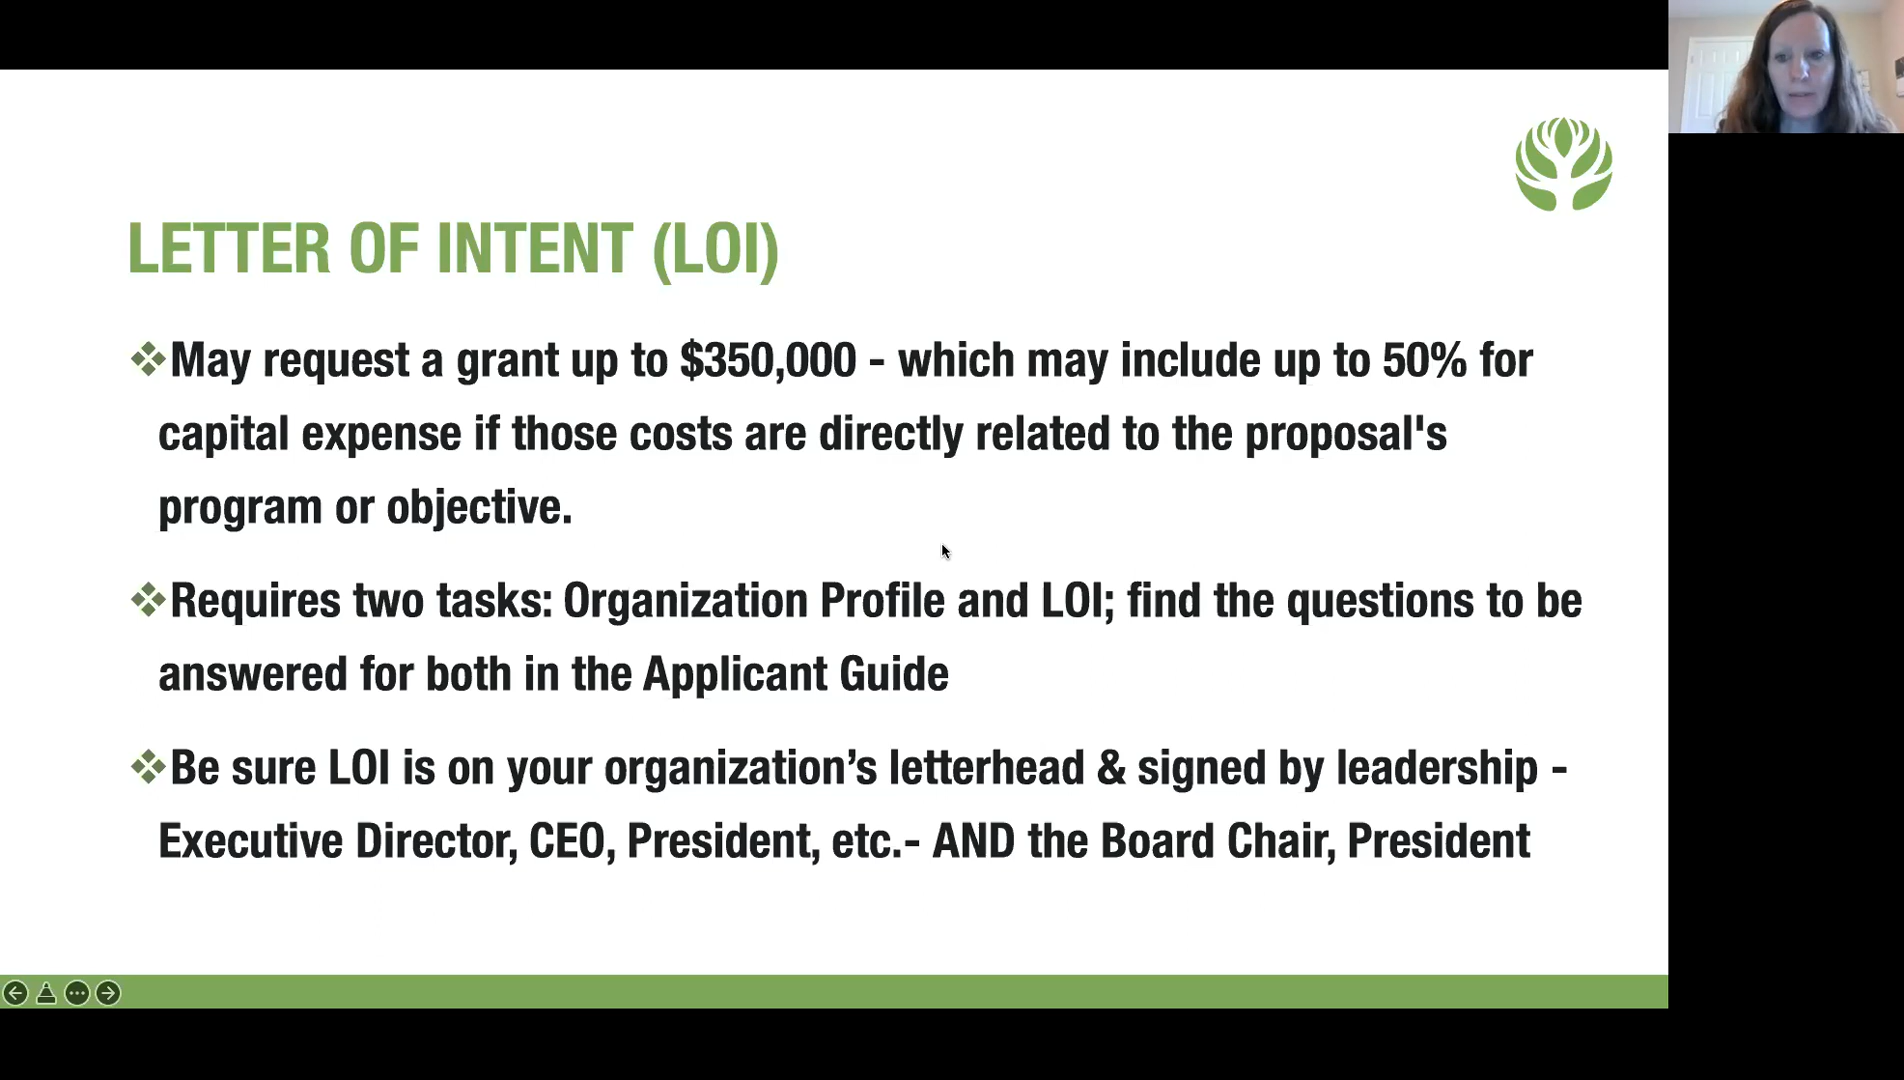 LETTER OF INTENT (LOI)
❖May request a grant up to $350,000 - which may include up to 50% for
capital expense if those costs are directly related to the proposal's
program or objective.
❖Requires two tasks: Organization Profile and LOI; find the questions to be
answered for both in the Applicant Guide
❖Be sure LOI is on your organization’s letterhead & signed by leadership -
Executive Director, CEO, President, etc.- AND the Board Chair, President